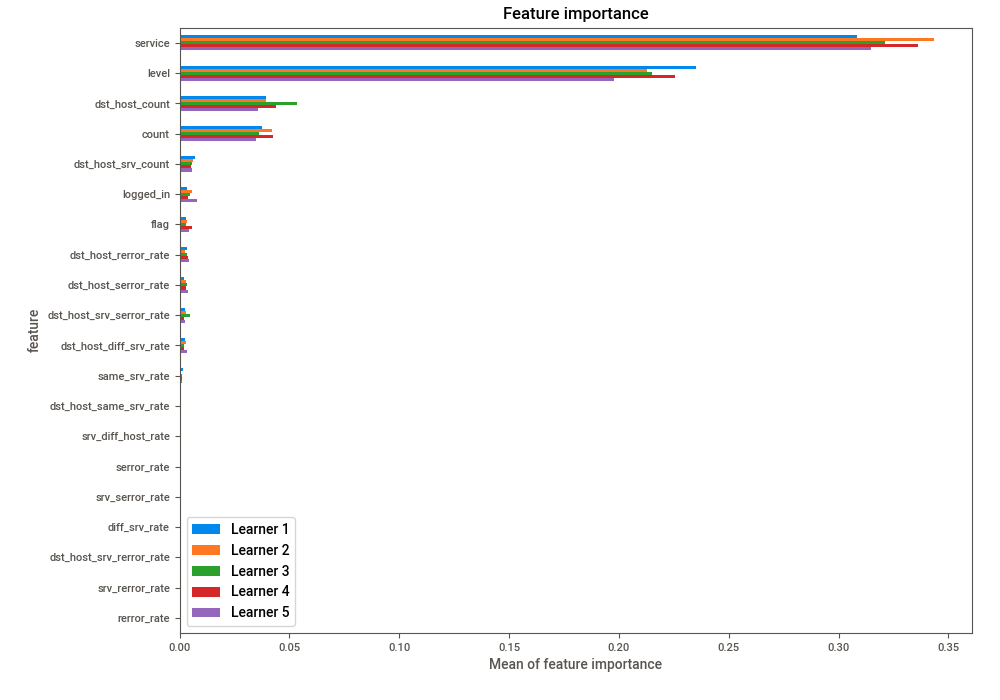 Feature importance
service
level
dst_host_count
count
dst_host_srv_count
logged_in
flag
dst_host_rerror_rate
dst_host_serror_rate
dst_host_srv_serror_rate
dst_host_diff_srv_rate
same_srv_rate
dst_host_same_srv_rate
srv_diff_host_rate
serror_rate
srv_serror_rate
diff_srv_rate
dst_host_srv_rerror_rate
srv_rerror_rate
rerror_rate
feature
Learner 1
Learner 2
Learner 3
Learner 4
Learner 5
0.00 0.05 0.10 0.15 0.20 0.25 0.30 0.35
Mean of feature importance